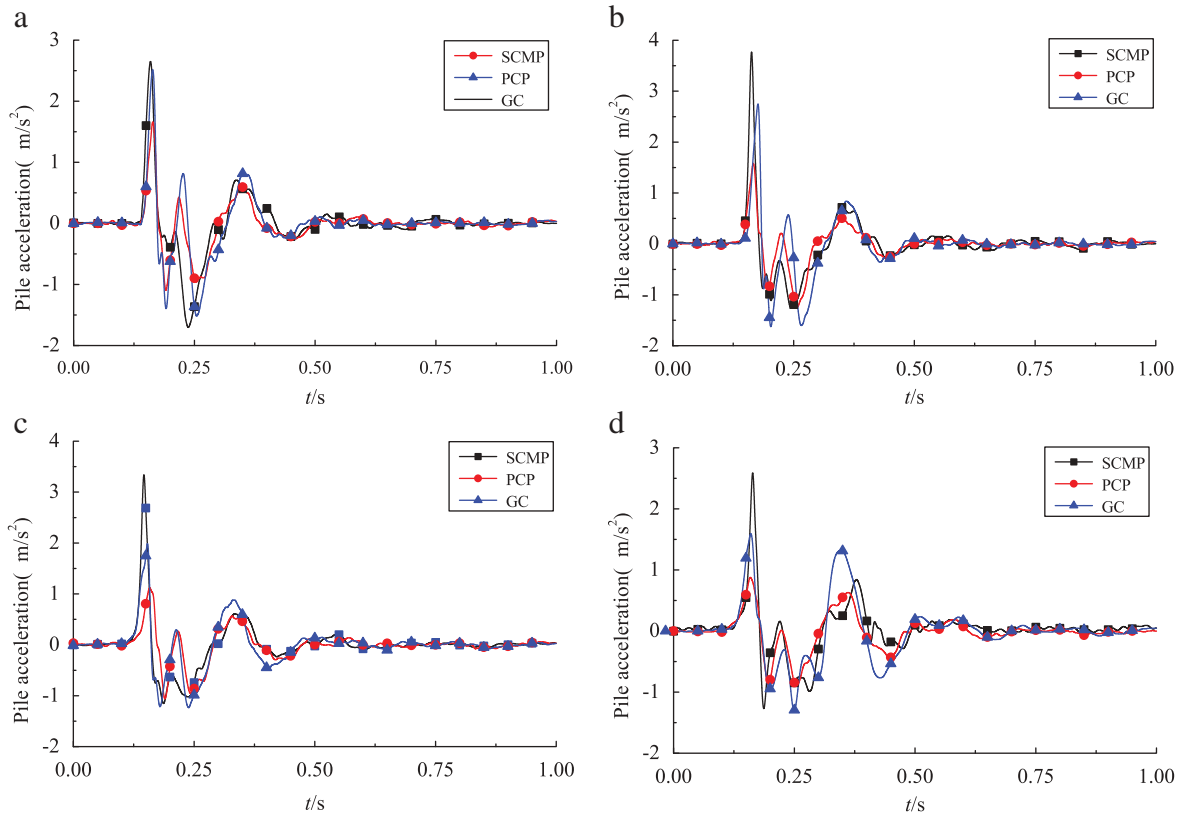 a
3
2
1
0
-1
-2
Pile acceleration( m/s²)
SCMP
PCP
GC
0.00 0.25 0.50 0.75 1.00
t/s
b
4
3
2
1
0
-1
-2
Pile acceleration( m/s²)
SCMP
PCP
GC
0.00 0.25 0.50 0.75 1.00
t/s
c
4
3
2
1
0
-1
-2
Pile acceleration( m/s²)
SCMP
PCP
GC
0.00 0.25 0.50 0.75 1.00
t/s
d
3
2
1
0
-1
-2
Pile acceleration( m/s²)
SCMP
PCP
GC
0.00 0.25 0.50 0.75 1.00
t/s